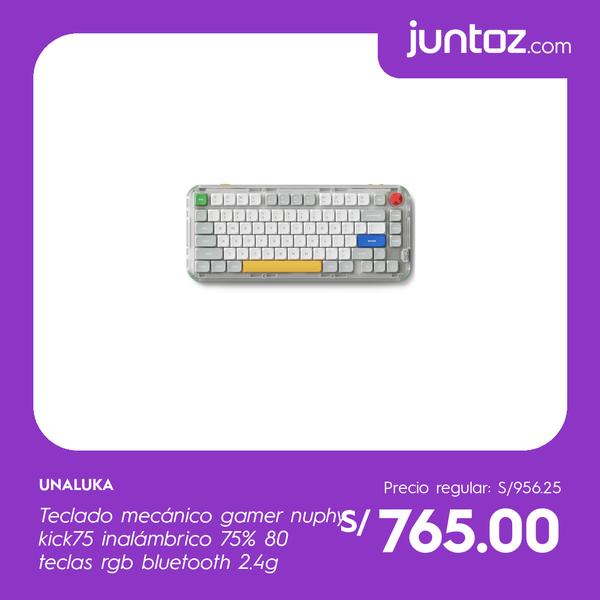 juntoz.com
UNALUKA
Precio regular: S/956.25
Teclado mecánico gamer nuphy
kick75 inalámbrico 75% 80
teclas rgb bluetooth 2.4g
S/ 765.00